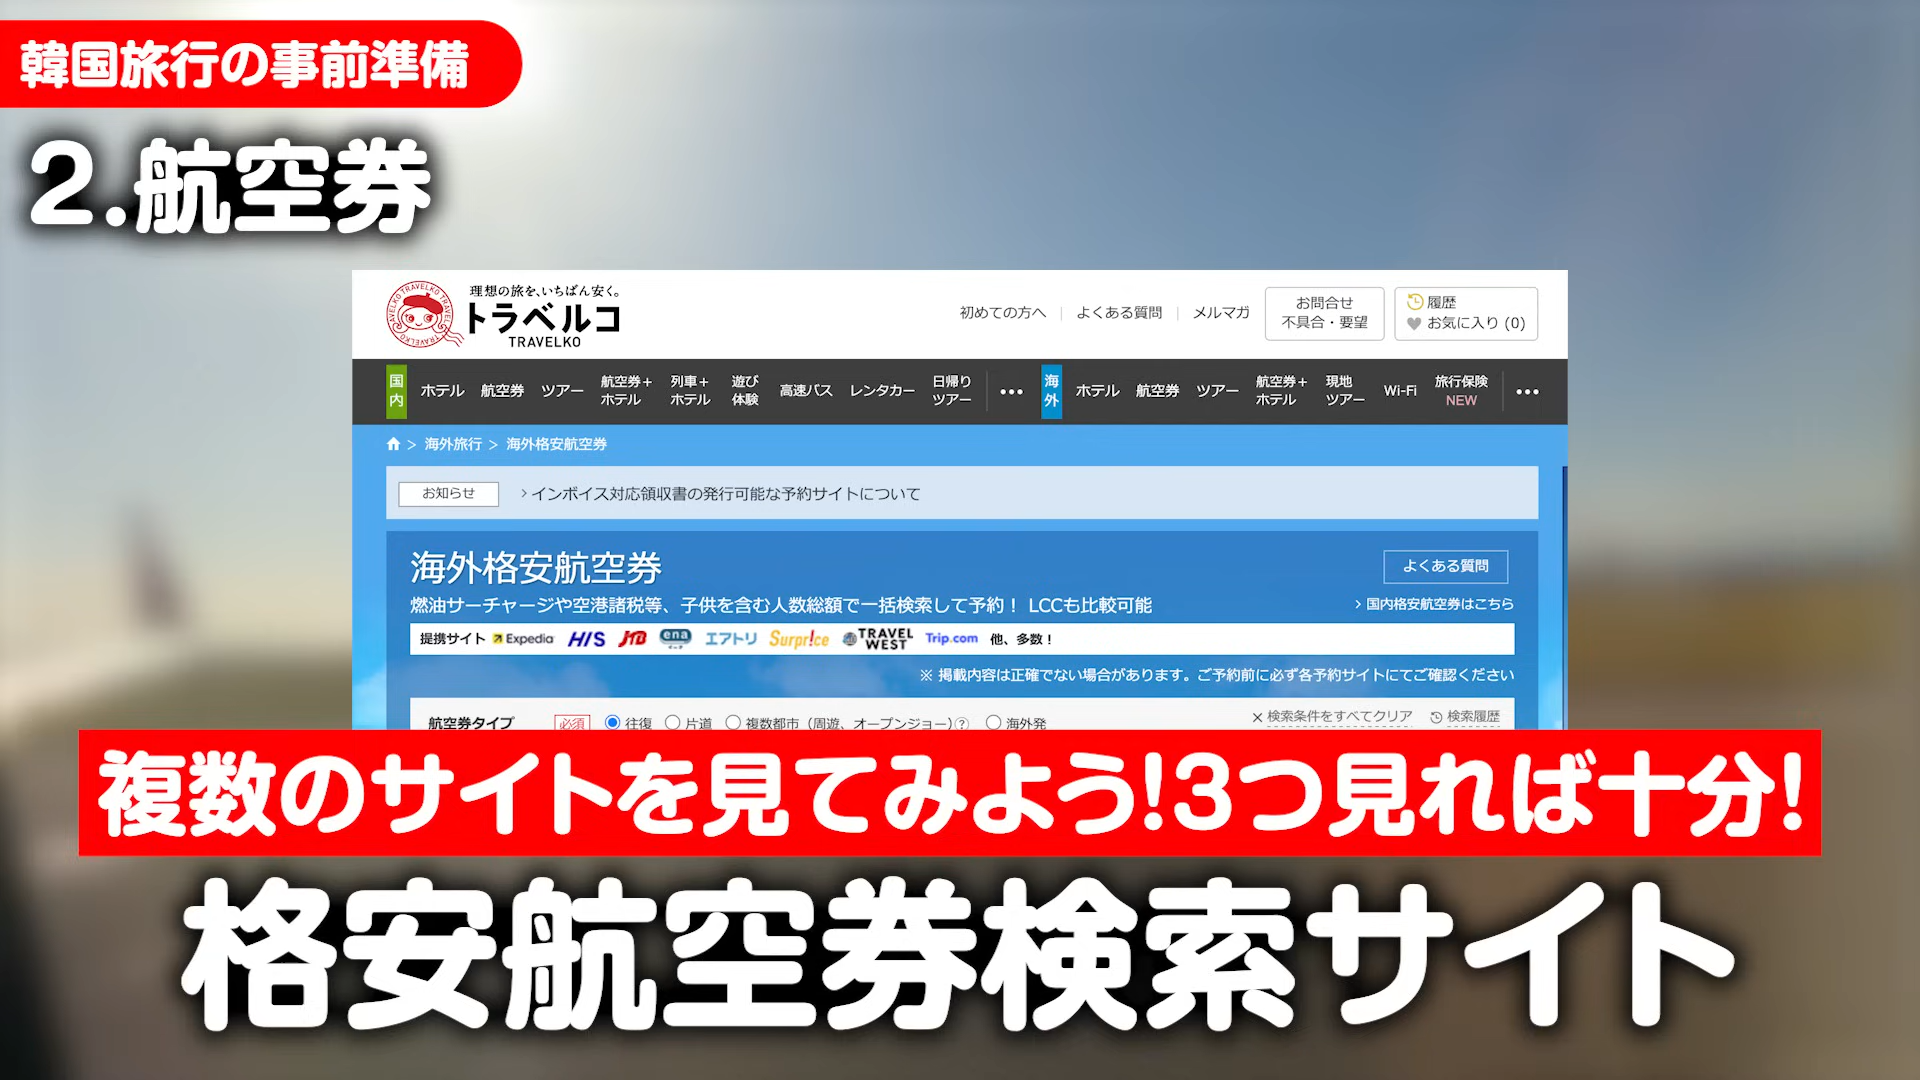 韓国旅行の事前準備
2.航空券
TRAVELKO TRAVELKO TRAVELKO
理想の旅を、いちばん安く。
トラベルコ
TRAVELKO
初めての方へ
よくある質問
メルマガ
お問合せ
不具合・要望
履歴
お気に入り (0)
国内
ホテル
航空券
ツアー
航空券+
ホテル
列車+
ホテル
遊び
体験
高速バス
レンタカー
日帰り
ツアー
•••
海外
ホテル
航空券
ツアー
航空券+
ホテル
現地
ツアー
Wi-Fi
旅行保険
NEW
•••
> 海外旅行 > 海外格安航空券
お知らせ
> インボイス対応領収書の発行可能な予約サイトについて
海外格安航空券
よくある質問
燃油サーチャージや空港諸税等、子供を含む人数総額で一括検索して予約! LCCも比較可能
> 国内格安航空券はこちら
提携サイト Expedia HIS JTB ena イーナ エアトリ Surprice TRAVEL WEST Trip.com 他、多数!
※ 掲載内容は正確でない場合があります。ご予約前に必ず各予約サイトにてご確認ください
航空券タイプ 必須 往復 片道 複数都市(周遊、オープンジョー)? 海外発
×検索条件をすべてクリア 検索履歴
複数のサイトを見てみよう!3つ見れば十分!
格安航空券検索サイト